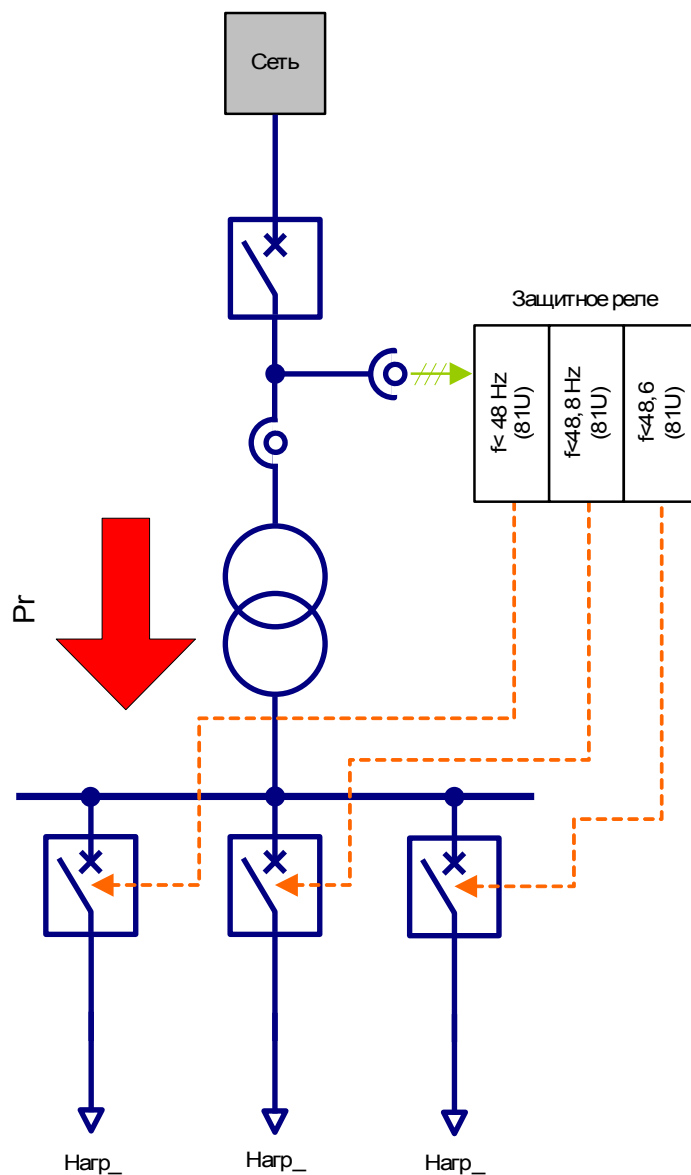 Сеть
Защитное реле
f< 48 Hz
(81U)
f<48,8 Hz
(81U)
f<48,6
(81U)
Pr
Нагр_
Нагр_
Нагр_